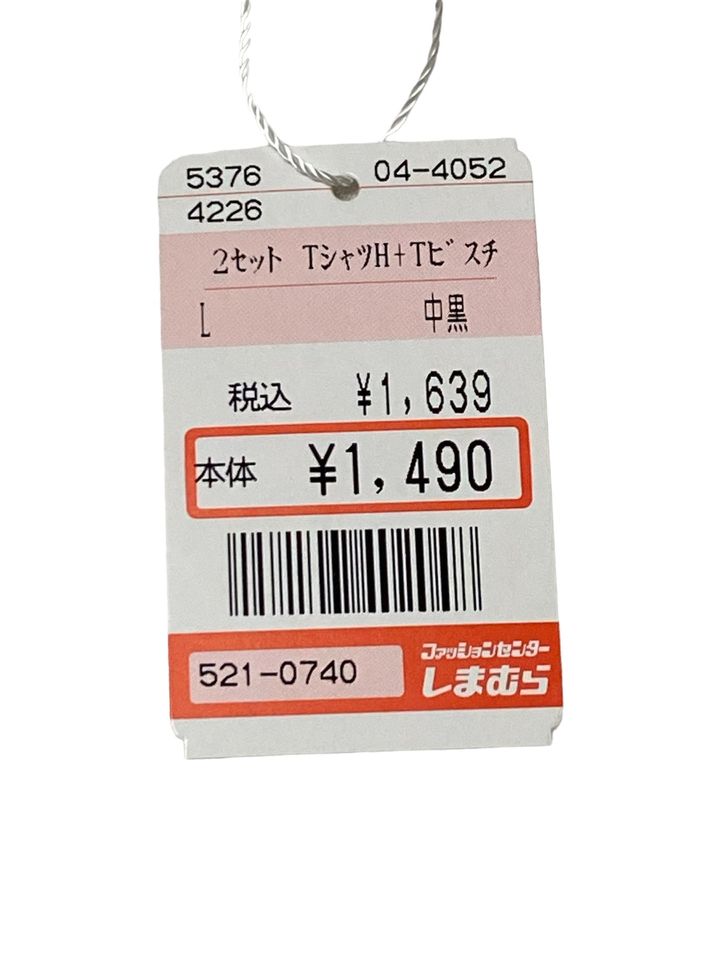 5376 04-4052
4226
2セット TシャツH+Tビスチ
L 中黒
税込 ¥1,639
本体 ¥1,490
ファッションセンター
521-0740 しまむら